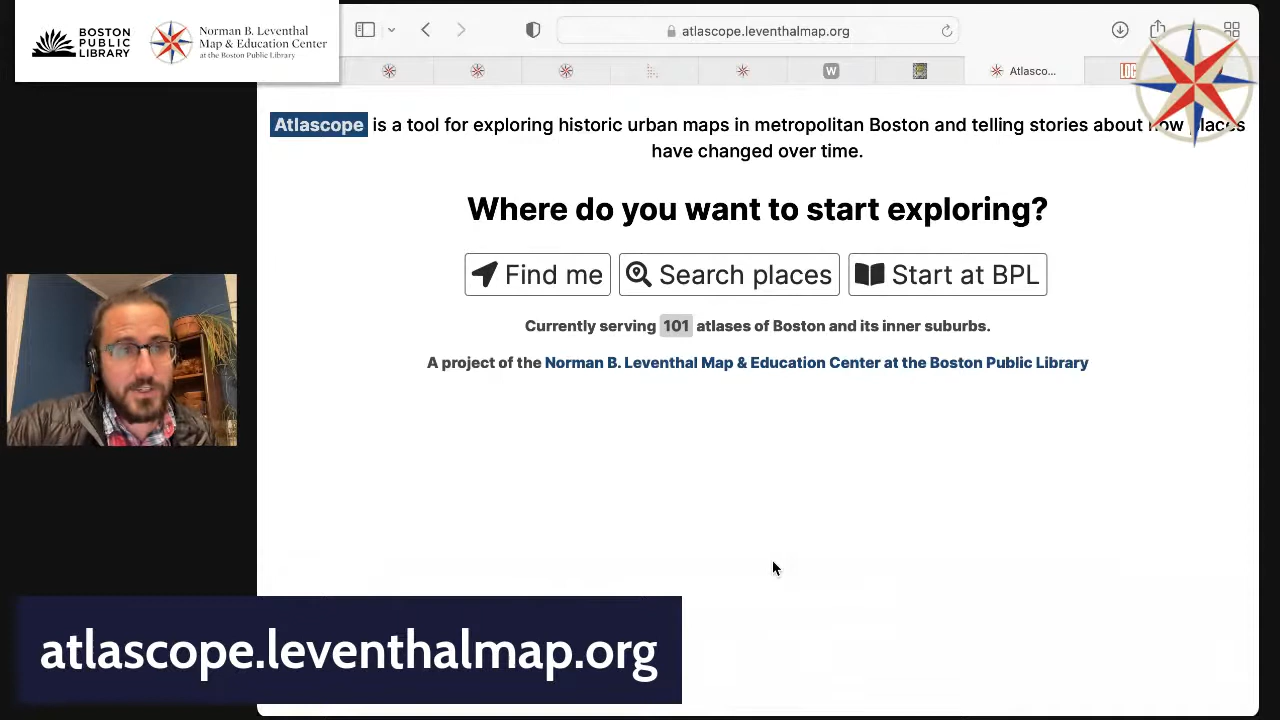 BOSTON
PUBLIC
LIBRARY
Norman B. Leventhal
Map & Education Center
at the Boston Public Library
atlascope.leventhalmap.org
W
Atlasco...
LOC
Atlascope is a tool for exploring historic urban maps in metropolitan Boston and telling stories about how places
have changed over time.
Where do you want to start exploring?
Find me
Search places
Start at BPL
Currently serving 101 atlases of Boston and its inner suburbs.
A project of the Norman B. Leventhal Map & Education Center at the Boston Public Library
atlascope.leventhalmap.org